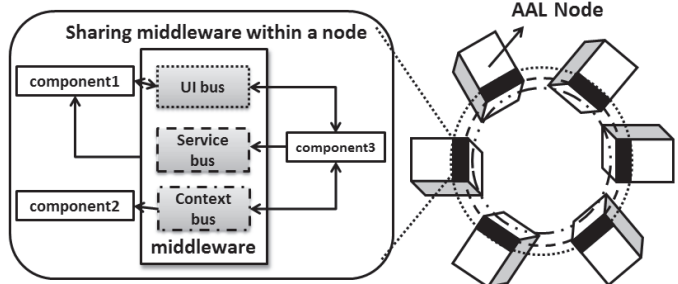 Sharing middleware within a node
AAL Node
component1
UI bus
Service
bus
component3
component2
Context
bus
middleware